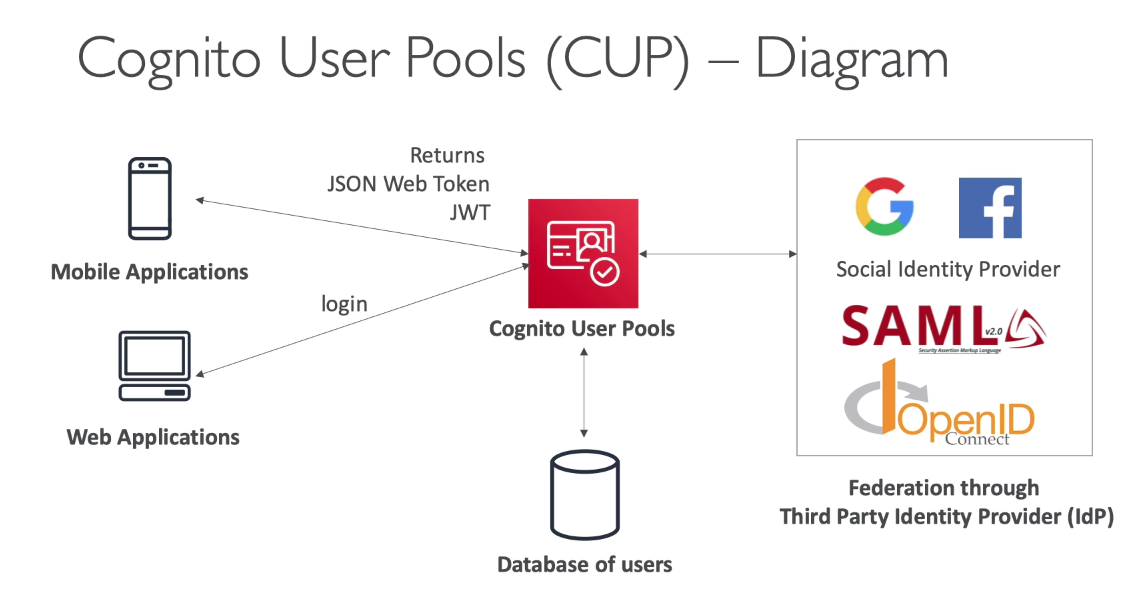 Cognito User Pools (CUP) – Diagram
Returns
JSON Web Token
JWT
Mobile Applications
login
Web Applications
Cognito User Pools
Database of users
Social Identity Provider
SAML v2.0
Security Assertion Markup Language
OpenID
Connect
Federation through
Third Party Identity Provider (IdP)